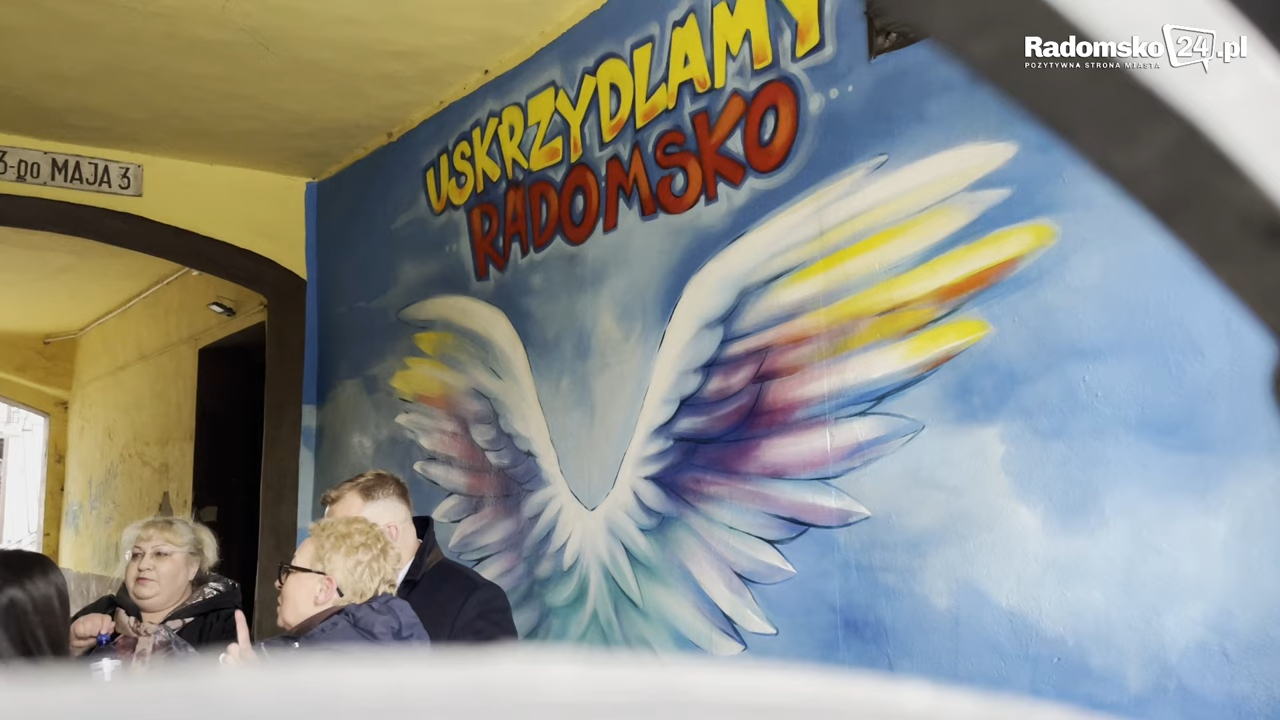 Radomsko24.pl
POZYTYWNA STRONA MIASTA
USKRZYDLAMY
RADOMSKO
3-go MAJA 3